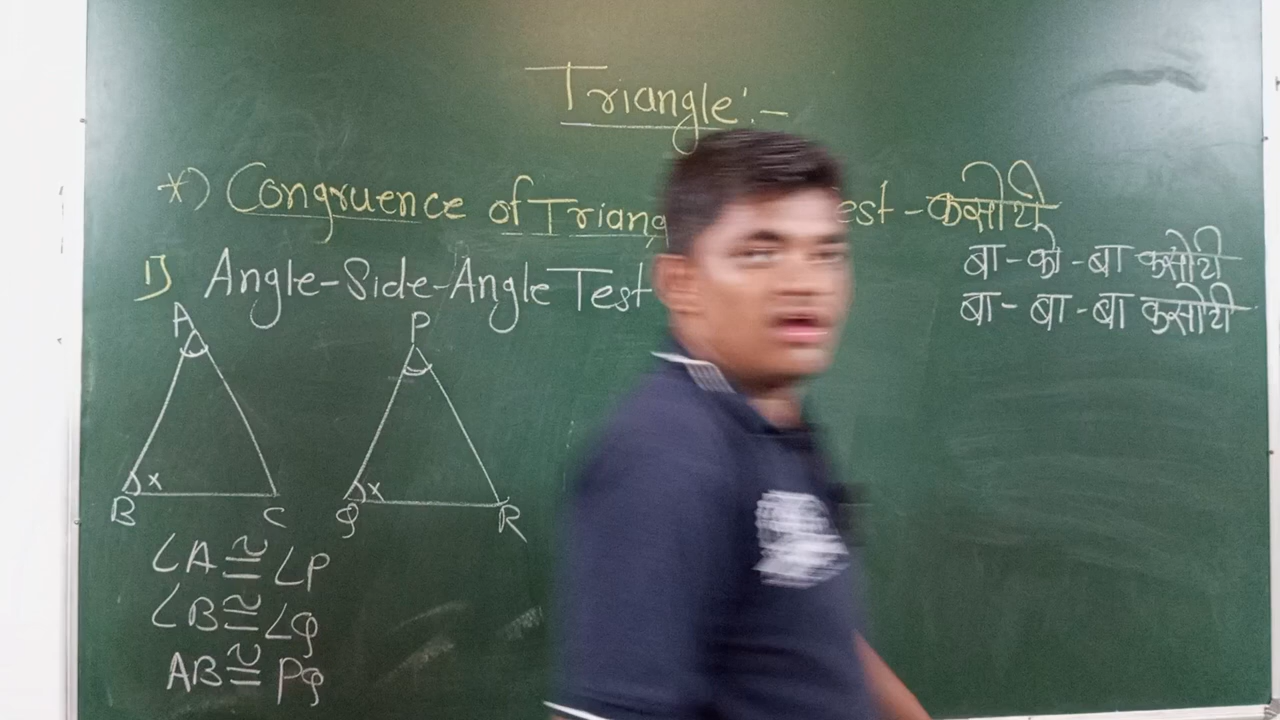 Triangle:-
*) Congruence of Triang est - कसोटी
1) Angle-Side-Angle Test
बा-को-बा कसोटी
बा-बा-बा कसोटी
A
P
B x C
Q x R
∠A ≅ ∠P
∠B ≅ ∠Q
AB ≅ PQ